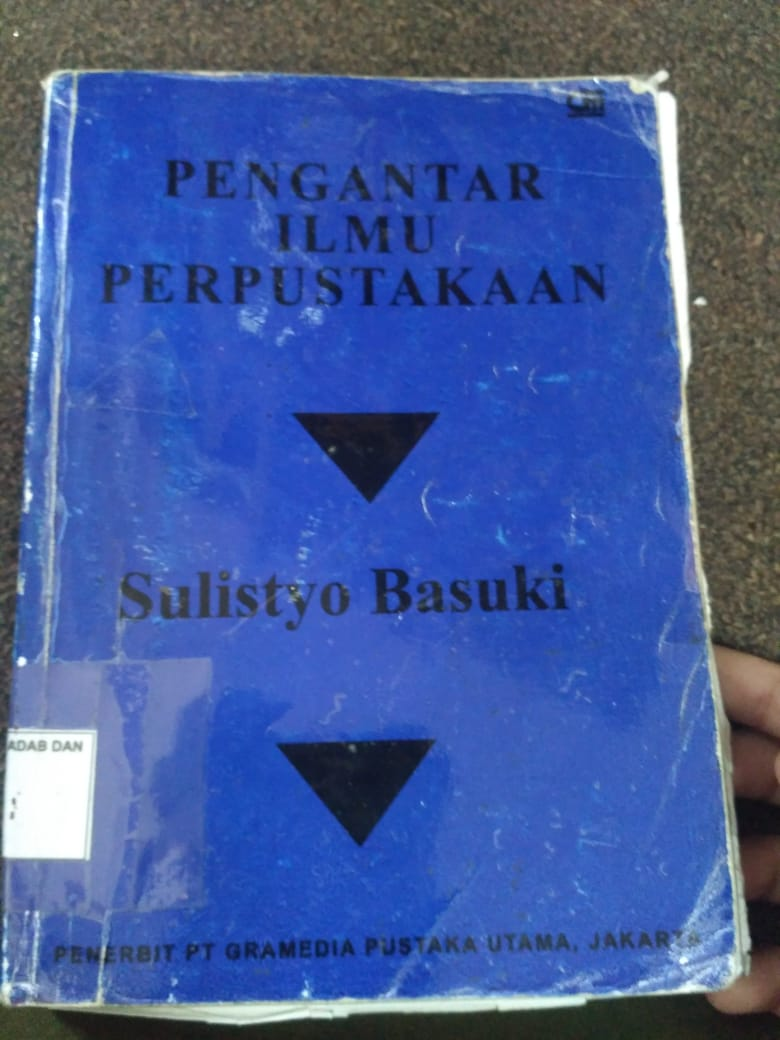 PENGANTAR
ILMU
PERPUSTAKAAN
Sulistyo Basuki
ADAB DAN
PENERBIT PT GRAMEDIA PUSTAKA UTAMA, JAKARTA